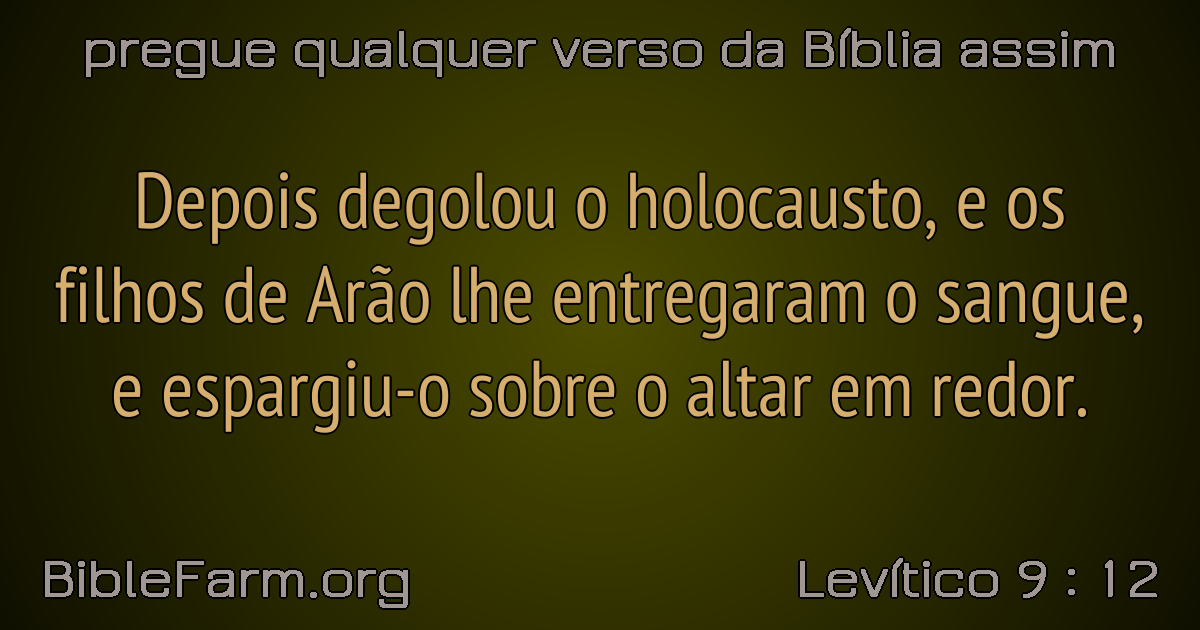 pregue qualquer verso da Bíblia assim
Depois degolou o holocausto, e os
filhos de Arão lhe entregaram o sangue,
e espargiu-o sobre o altar em redor.
BibleFarm.org
Levítico 9 : 12